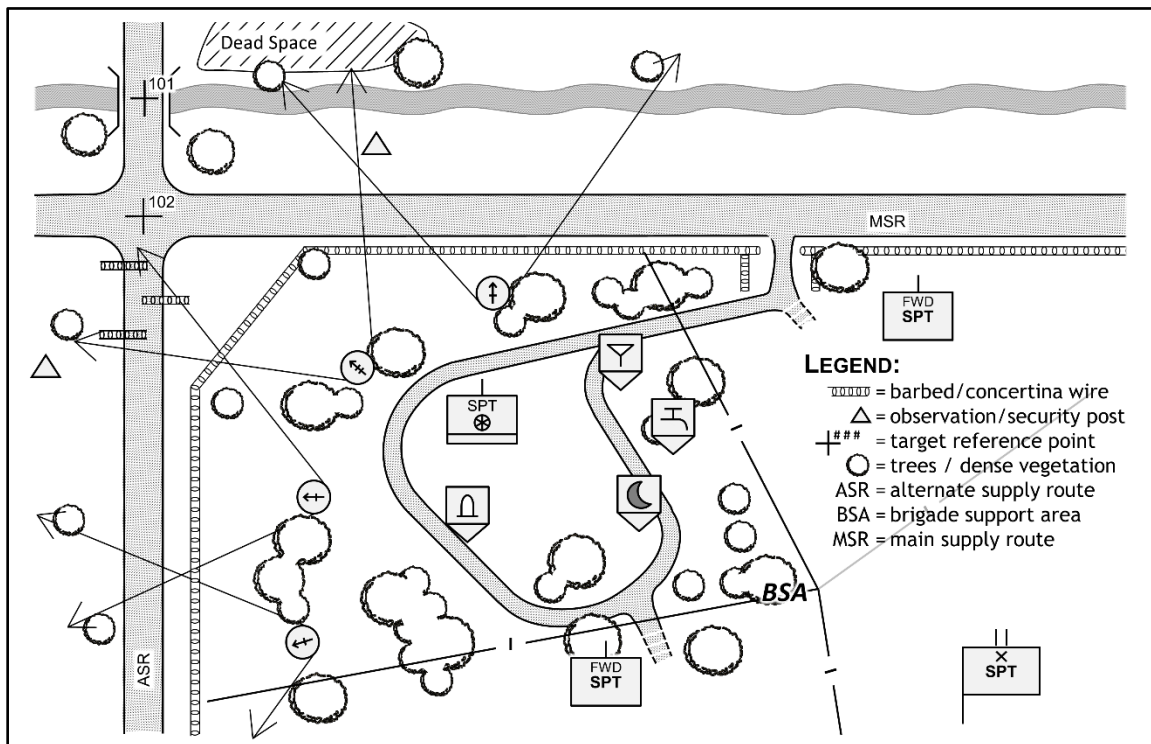 Dead Space
101
102
MSR
FWD
SPT
LEGEND:
= barbed/concertina wire
= observation/security post
### = target reference point
= trees / dense vegetation
ASR = alternate supply route
BSA = brigade support area
MSR = main supply route
SPT
BSA
ASR
FWD
SPT
SPT